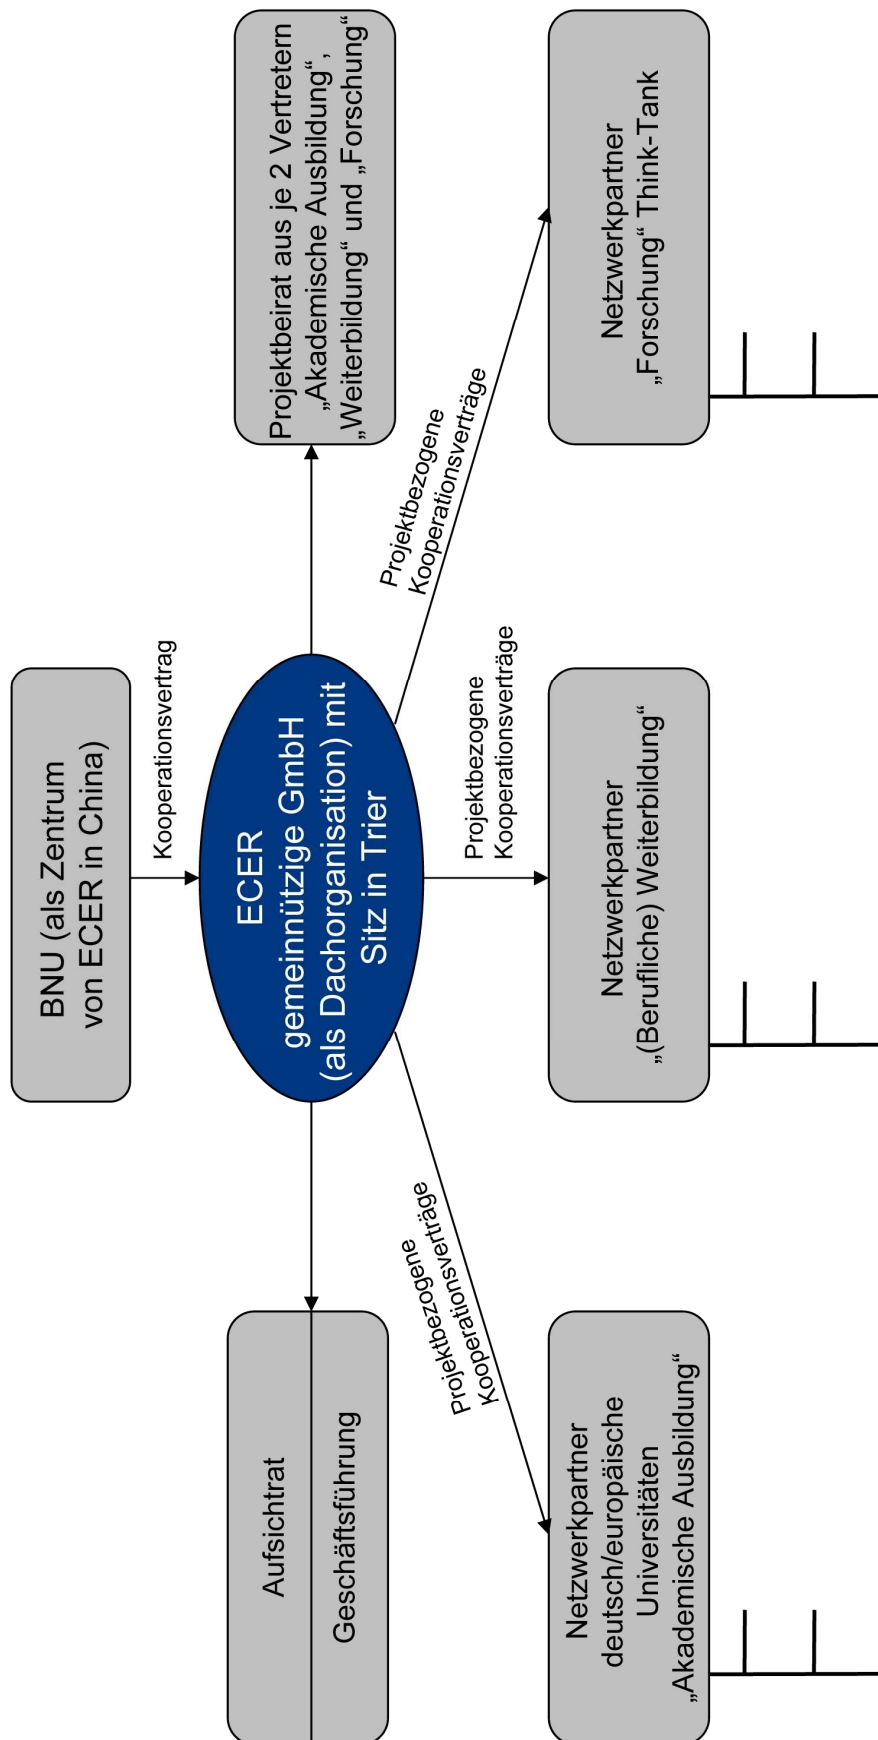 BNU (als Zentrum
von ECER in China)
Kooperationsvertrag
Aufsichtrat
Geschäftsführung
ECER
gemeinnützige GmbH
(als Dachorganisation) mit
Sitz in Trier
Projektbeirat aus je 2 Vertretern
„Akademische Ausbildung“,
„Weiterbildung“ und „Forschung“
Projektbezogene
Kooperationsverträge
Projektbezogene
Kooperationsverträge
Projektbezogene
Kooperationsverträge
Netzwerkpartner
deutsch/europäische
Universitäten
„Akademische Ausbildung“
Netzwerkpartner
„(Berufliche) Weiterbildung“
Netzwerkpartner
„Forschung“ Think-Tank